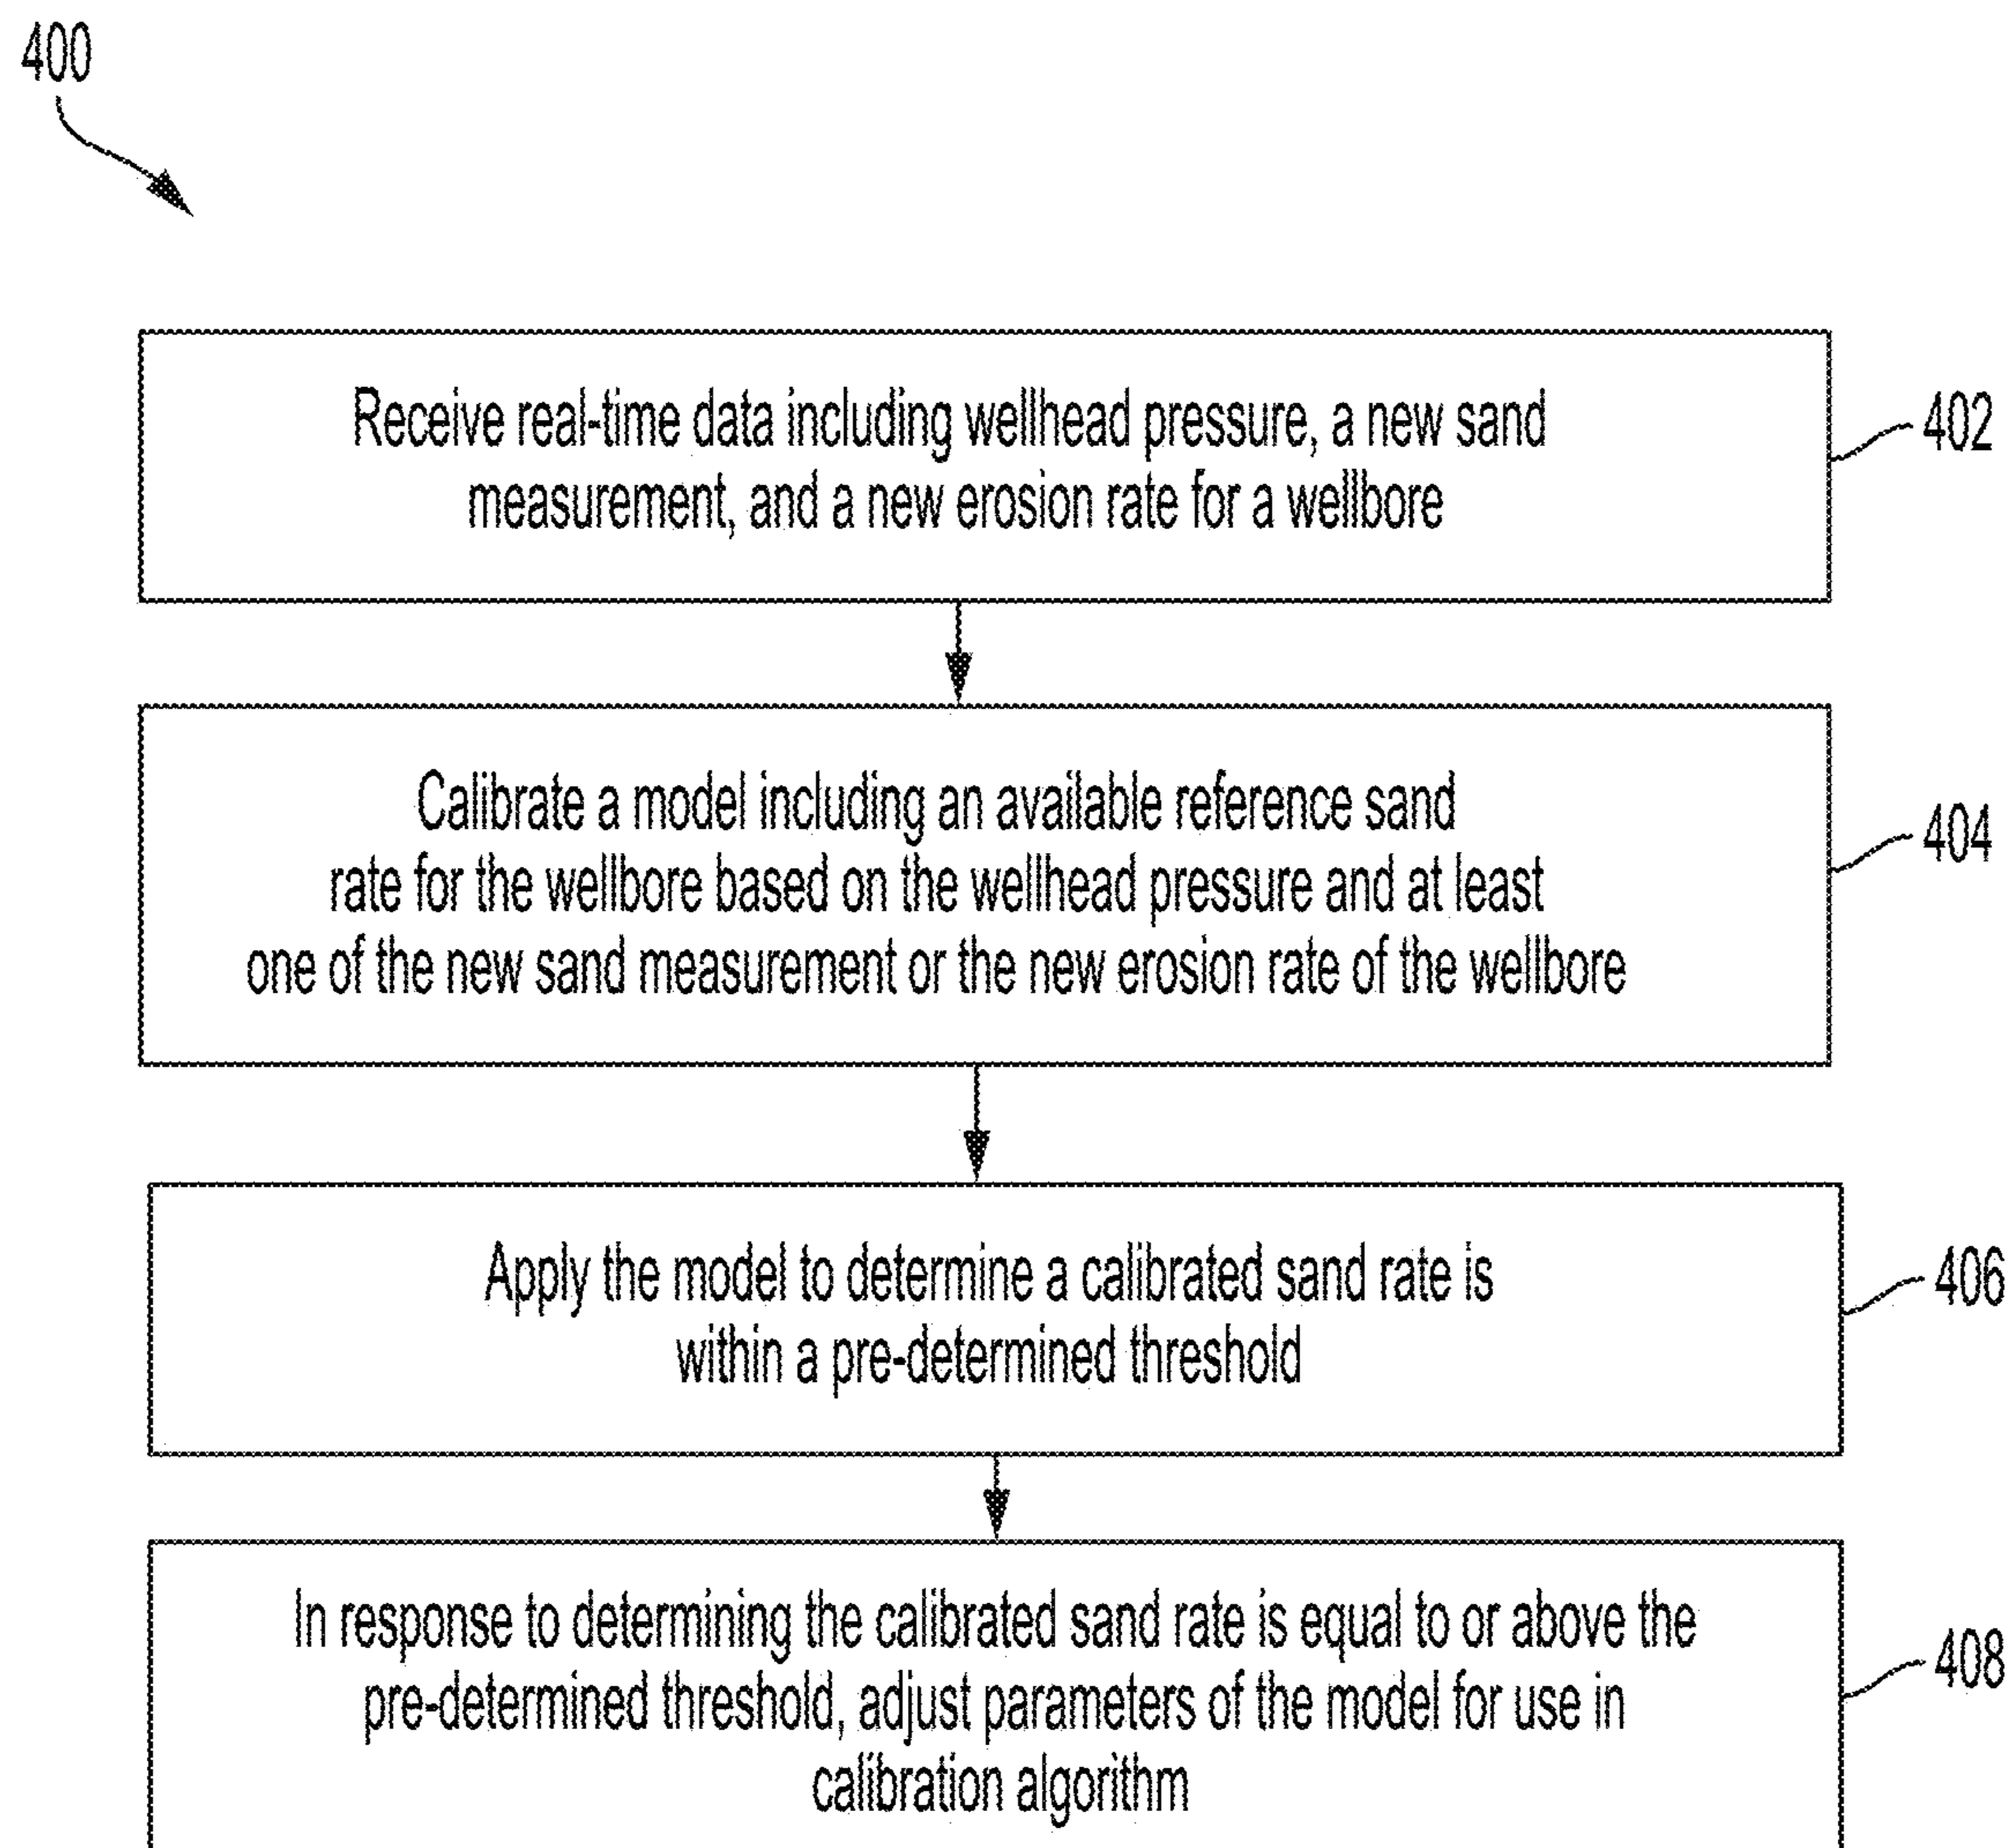 400
Receive real-time data including wellhead pressure, a new sand
measurement, and a new erosion rate for a wellbore
402
Calibrate a model including an available reference sand
rate for the wellbore based on the wellhead pressure and at least
one of the new sand measurement or the new erosion rate of the wellbore
404
Apply the model to determine a calibrated sand rate is
within a pre-determined threshold
406
In response to determining the calibrated sand rate is equal to or above the
pre-determined threshold, adjust parameters of the model for use in
calibration algorithm
408